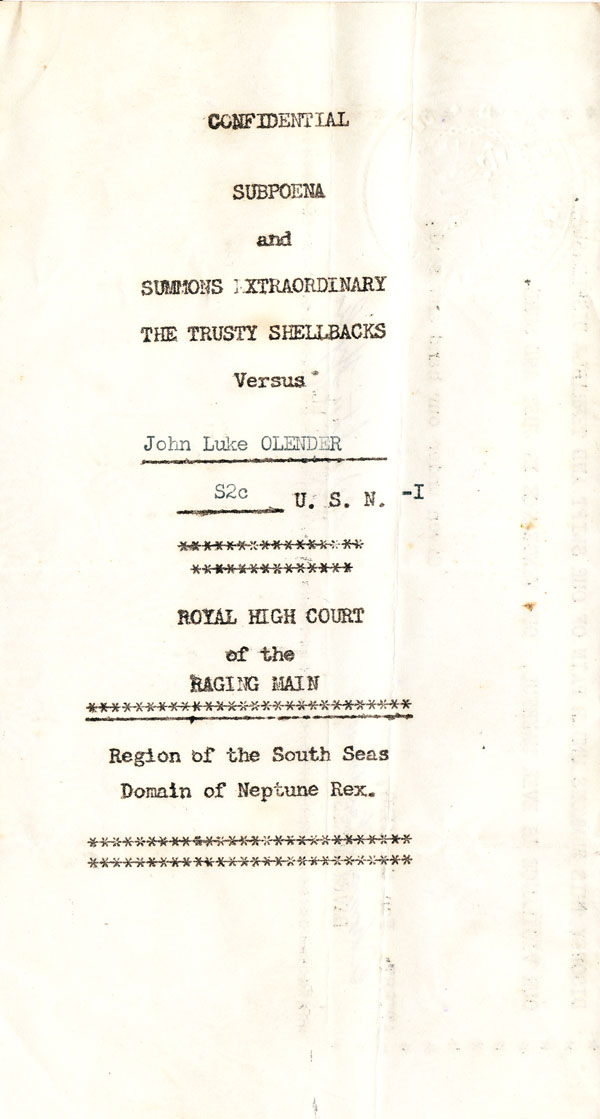 CONFIDENTIAL
SUBPOENA
and
SUMMONS EXTRAORDINARY
THE TRUSTY SHELLBACKS
Versus
John Luke OLENDER
S2c U. S. N. -I
******************
****************
ROYAL HIGH COURT
of the
RAGING MAIN
****************************
Region of the South Seas
Domain of Neptune Rex.
****************************
****************************